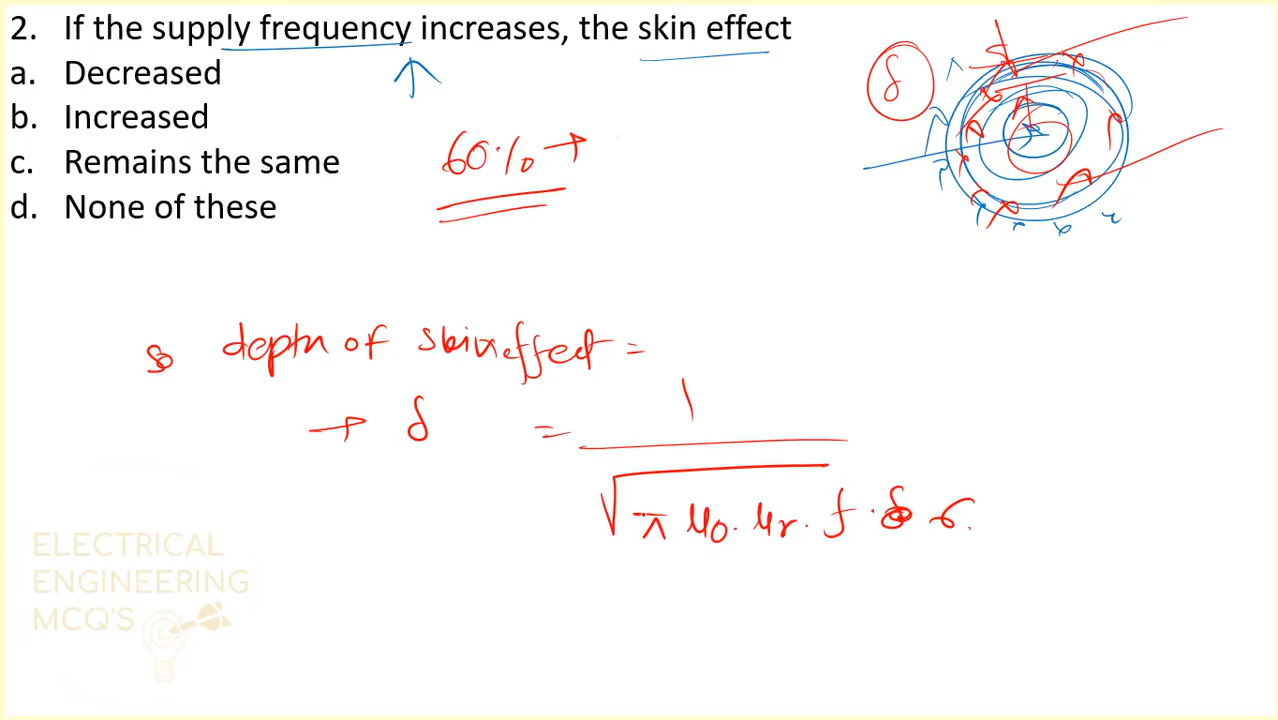 2. If the supply frequency increases, the skin effect
a. Decreased
b. Increased
c. Remains the same
d. None of these
δ
60% →
so depth of skin effect =
→ δ = 1
√π μ0. μr. f. σ.
ELECTRICAL
ENGINEERING
MCQ'S